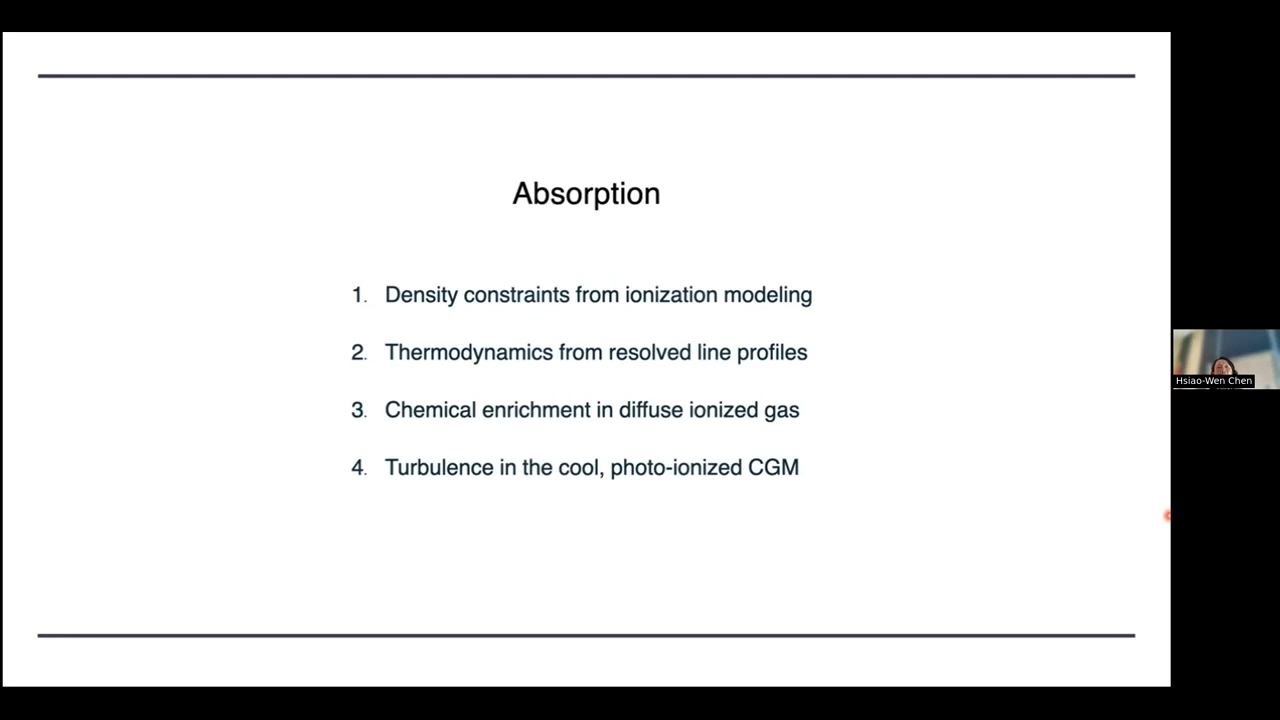 Absorption
1. Density constraints from ionization modeling
2. Thermodynamics from resolved line profiles
3. Chemical enrichment in diffuse ionized gas
4. Turbulence in the cool, photo-ionized CGM
Hsiao-Wen Chen